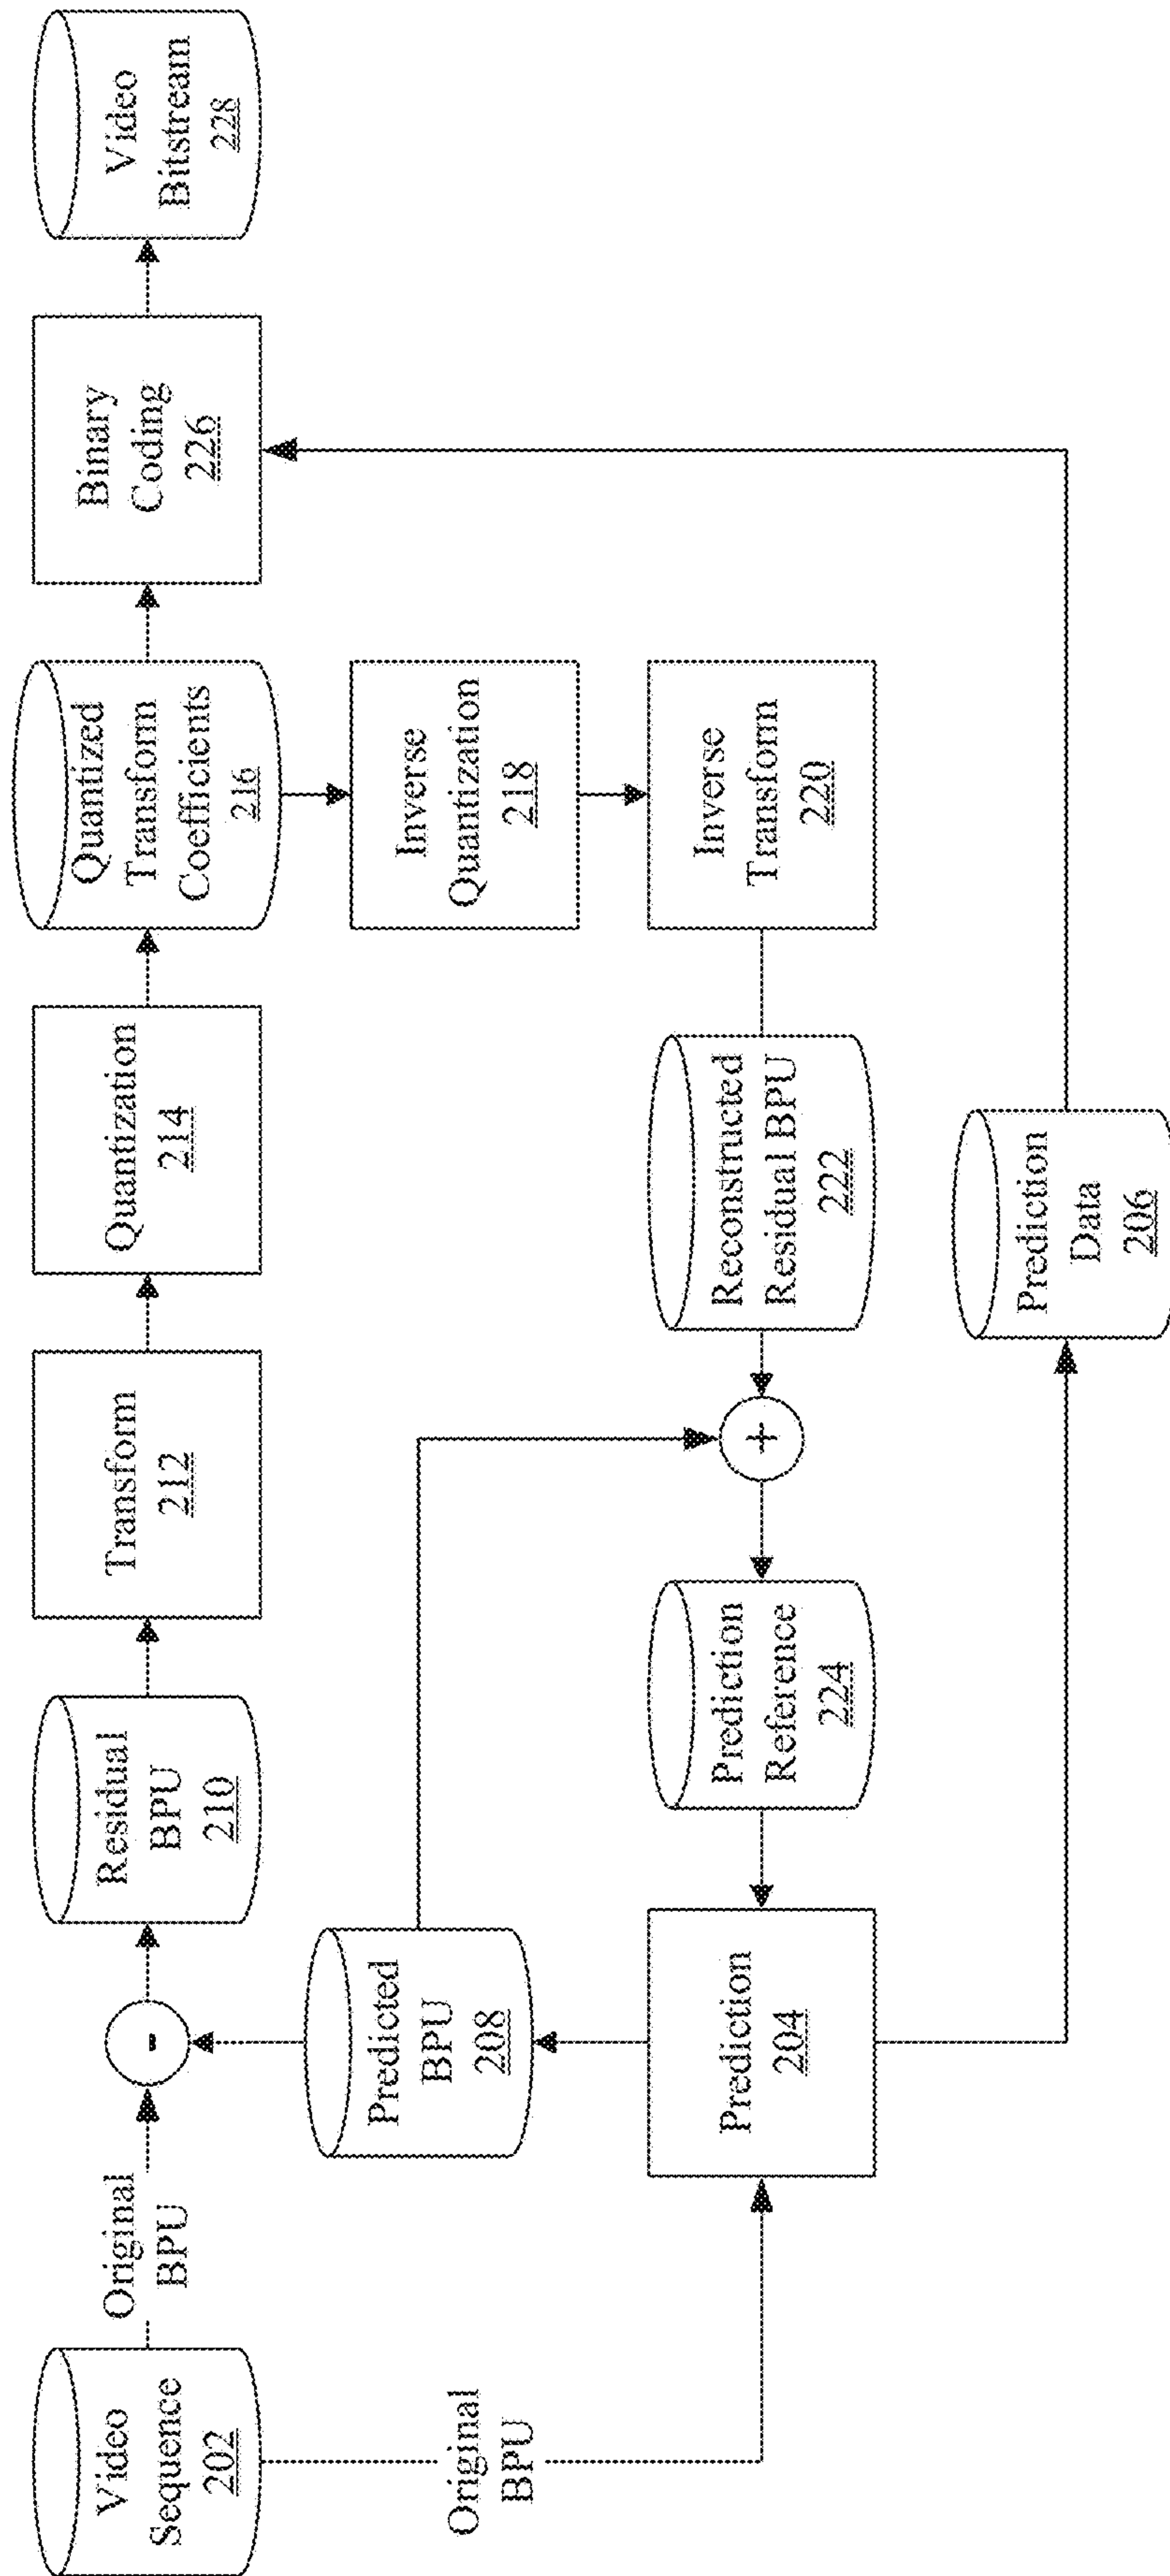 Video
Sequence
202
Original
BPU
-
Residual
BPU
210
Transform
212
Quantization
214
Quantized
Transform
Coefficients
216
Binary
Coding
226
Video
Bitstream
228
Original
BPU
Predicted
BPU
208
Inverse
Quantization
218
Prediction
204
Prediction
Reference
224
+
Reconstructed
Residual BPU
222
Inverse
Transform
220
Prediction
Data
206